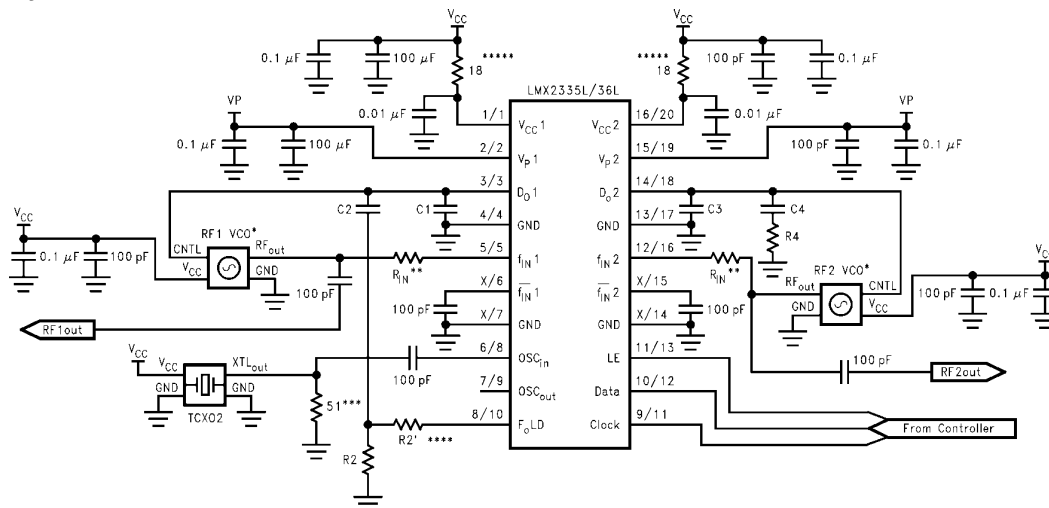 VCC
VCC
0.1 µF
100 µF
18
*****
*****
18
100 pF
0.1 µF
LMX2335L/36L
0.01 µF
1/1
VCC1
VCC2
16/20
0.01 µF
VP
VP
0.1 µF
100 µF
2/2
VP1
VP2
15/19
100 pF
0.1 µF
3/3
DO1
Do2
14/18
C2
C1
4/4
GND
GND
13/17
C3
C4
R4
VCC
RF1 VCO*
CNTL
RFout
VCC
GND
0.1 µF
100 pF
5/5
fIN1
fIN2
12/16
RIN**
RIN**
RF2 VCO*
RFout
CNTL
GND
VCC
100 pF
0.1 µF
100 pF
X/6
fIN1
fIN2
X/15
100 pF
100 pF
RF1out
X/7
GND
GND
X/14
VCC
VCC
XTLout
GND
GND
TCXO2
6/8
OSCin
LE
11/13
100 pF
100 pF
RF2out
51***
7/9
OSCout
Data
10/12
8/10
FoLD
Clock
9/11
R2' ****
R2
From Controller